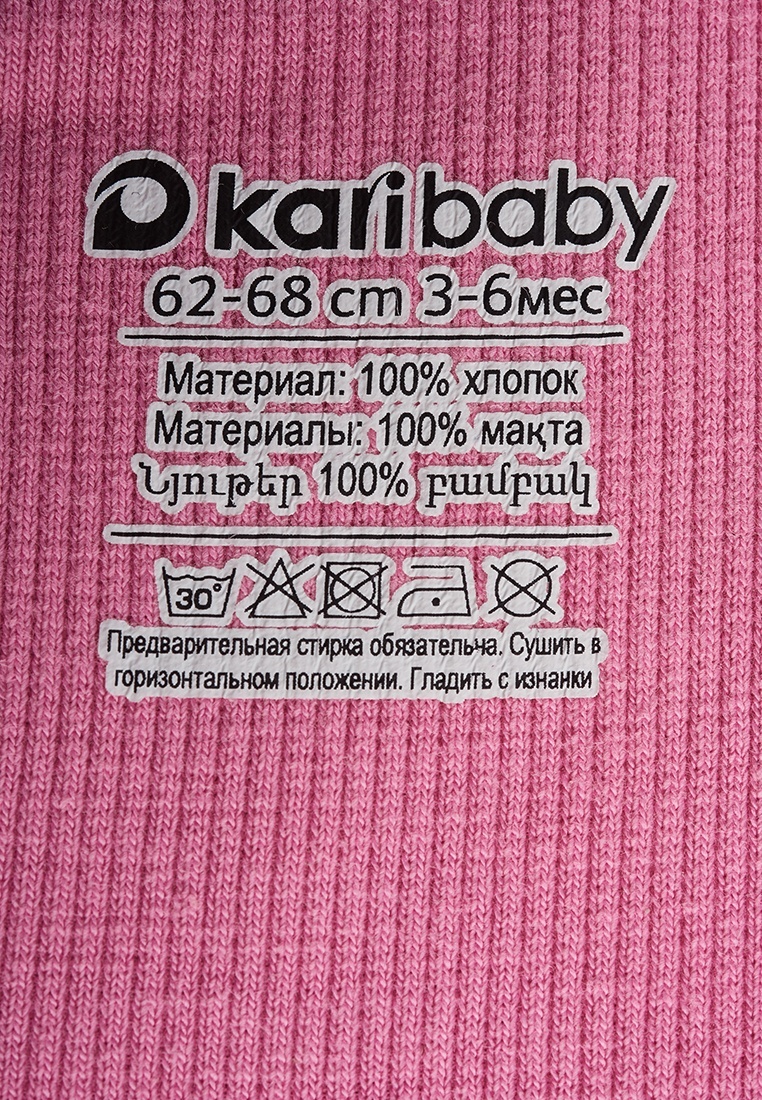 karibaby
62-68 cm 3-6мес
Материал: 100% хлопок
Материалы: 100% мақта
Նյութեր 100% բամբակ
30°
Предварительная стирка обязательча. Сушить в
горизонтальном положении. Гладить с изнанки